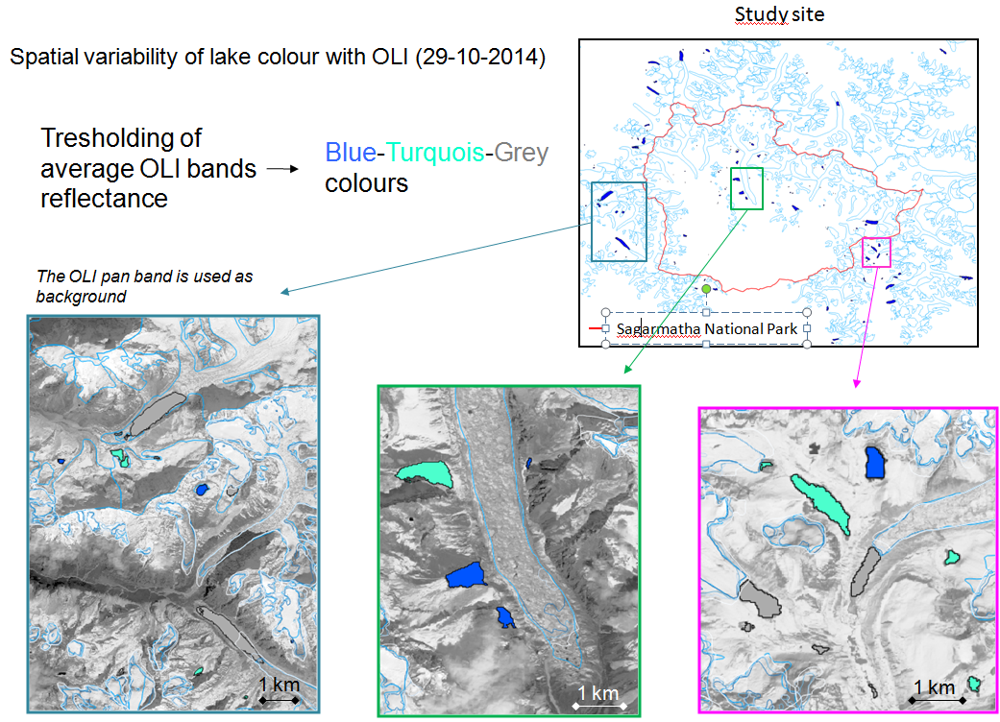 Study site
Spatial variability of lake colour with OLI (29-10-2014)
Tresholding of
average OLI bands
reflectance
Blue-Turquois-Grey
colours
Sagarmatha National Park
The OLI pan band is used as
background
1 km
1 km
1 km